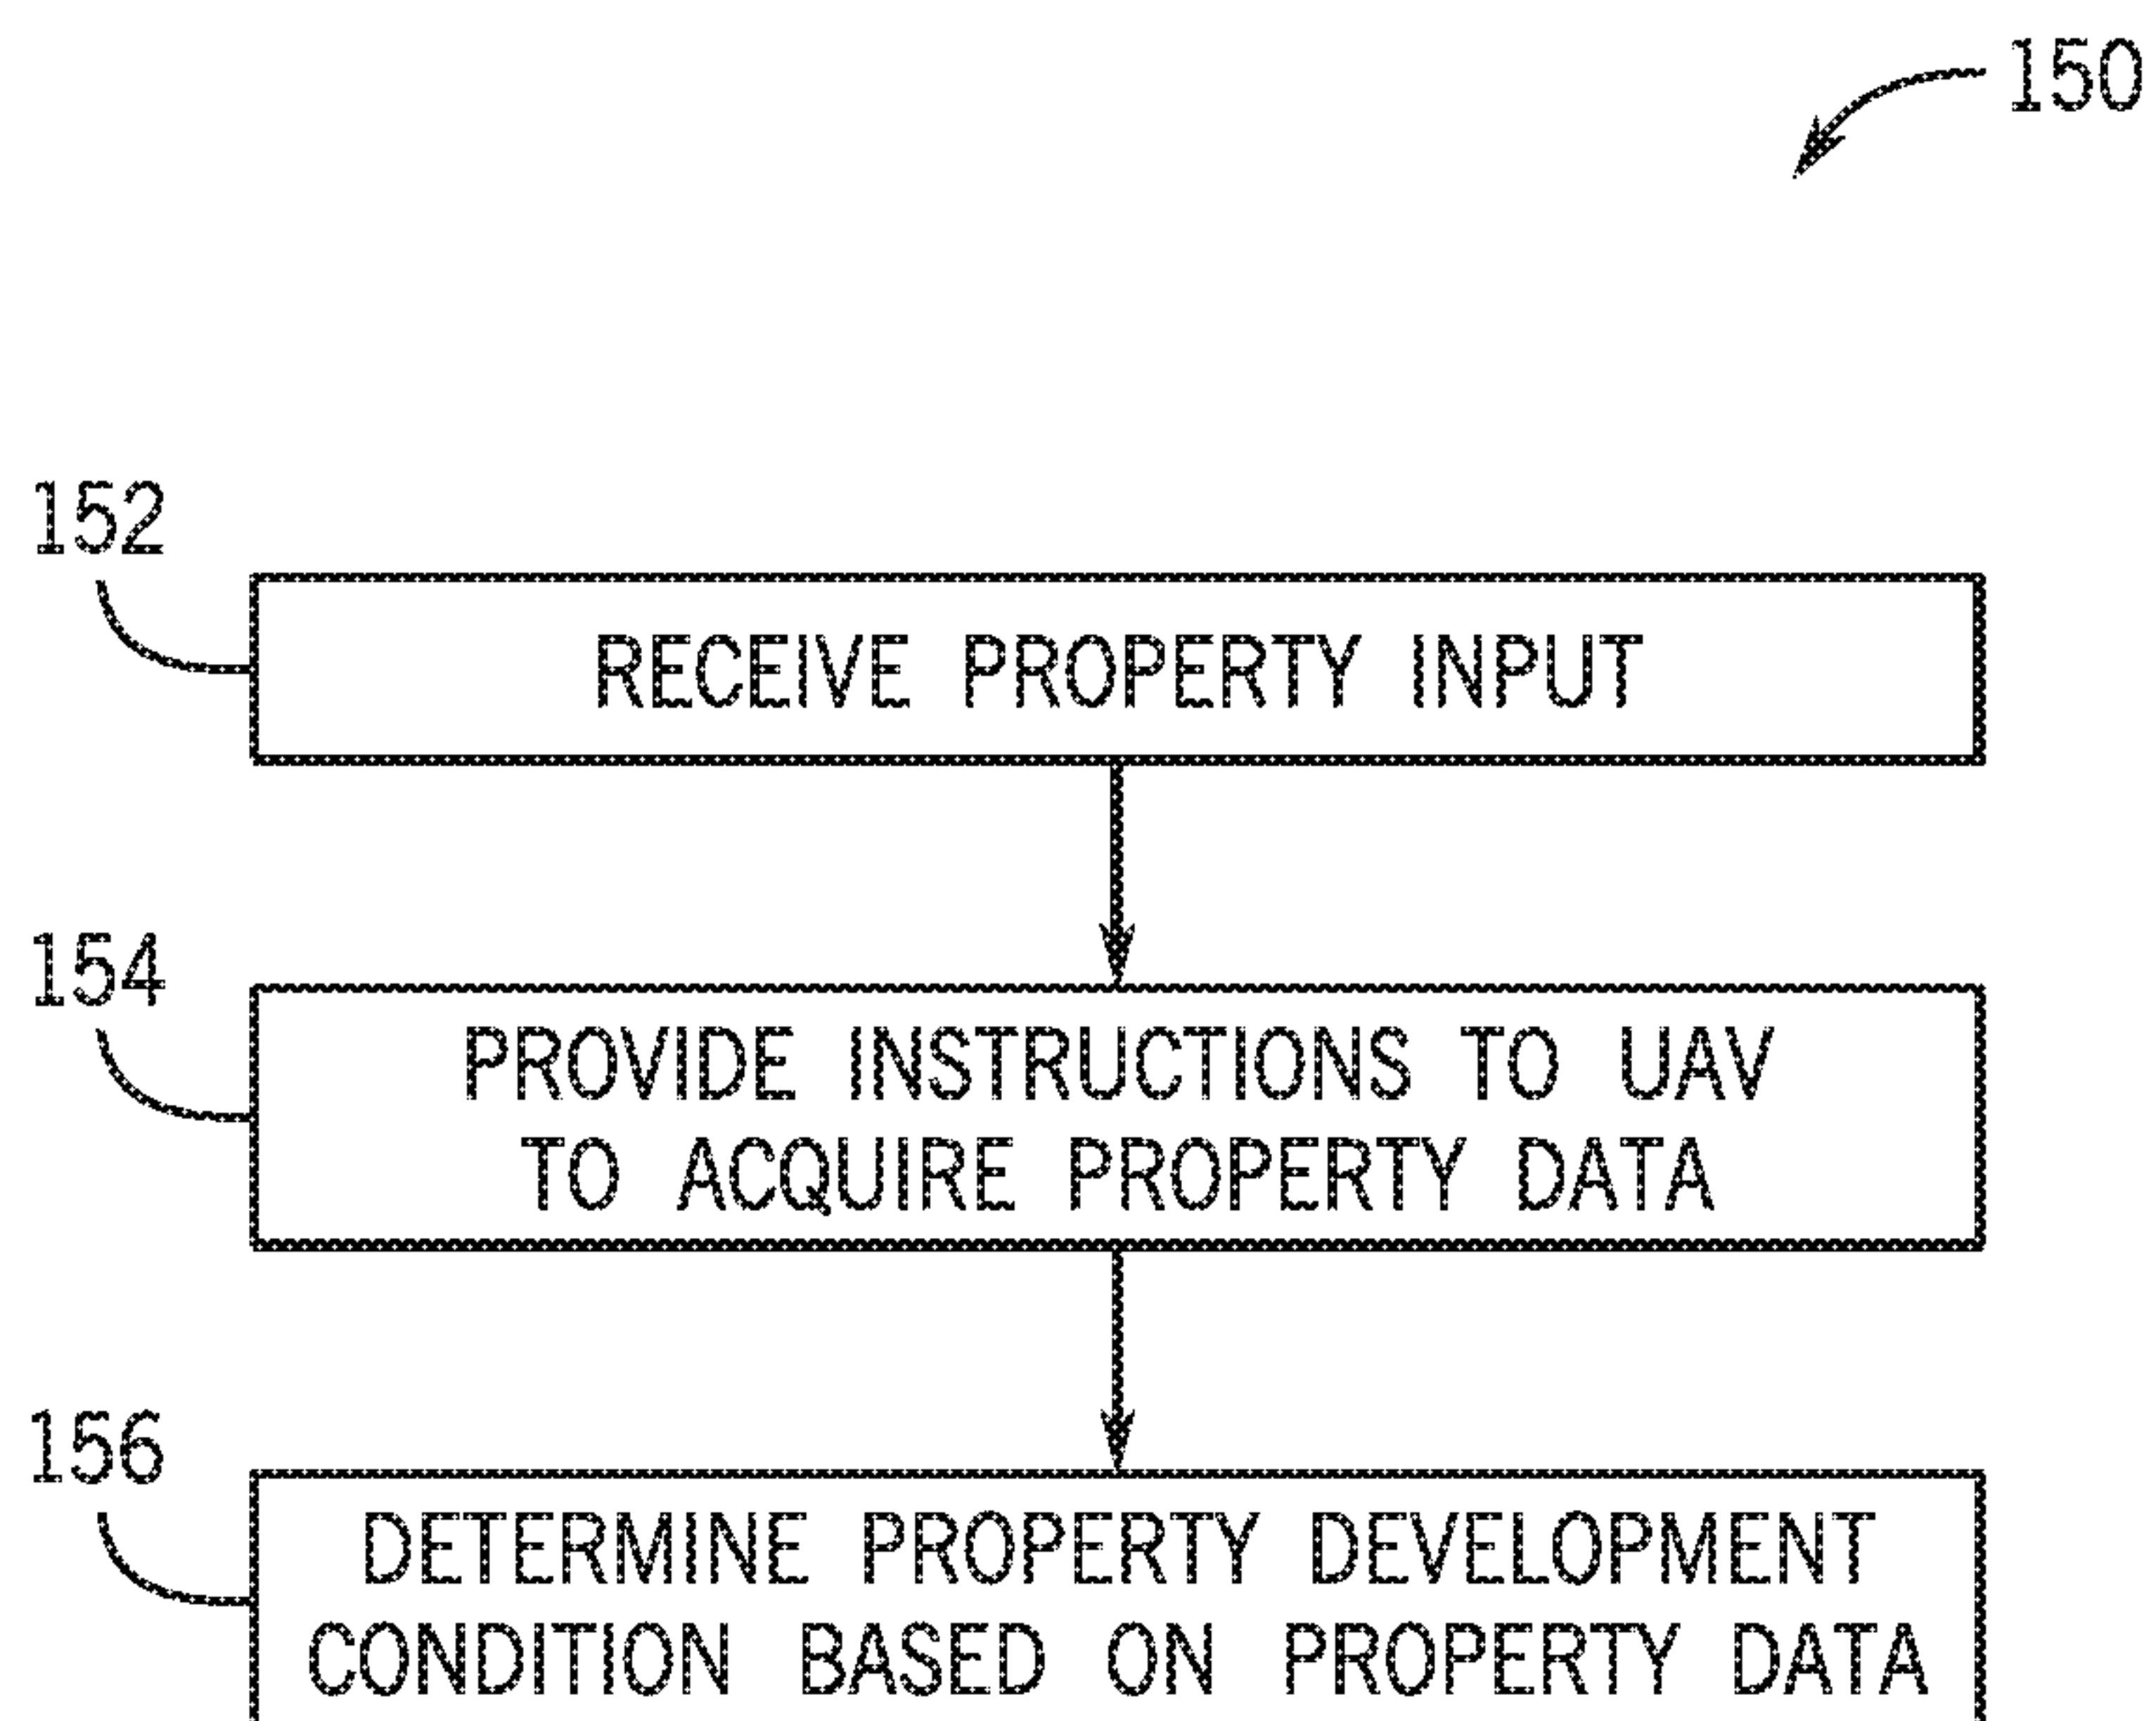 150
152
RECEIVE PROPERTY INPUT
154
PROVIDE INSTRUCTIONS TO UAV
TO ACQUIRE PROPERTY DATA
156
DETERMINE PROPERTY DEVELOPMENT
CONDITION BASED ON PROPERTY DATA